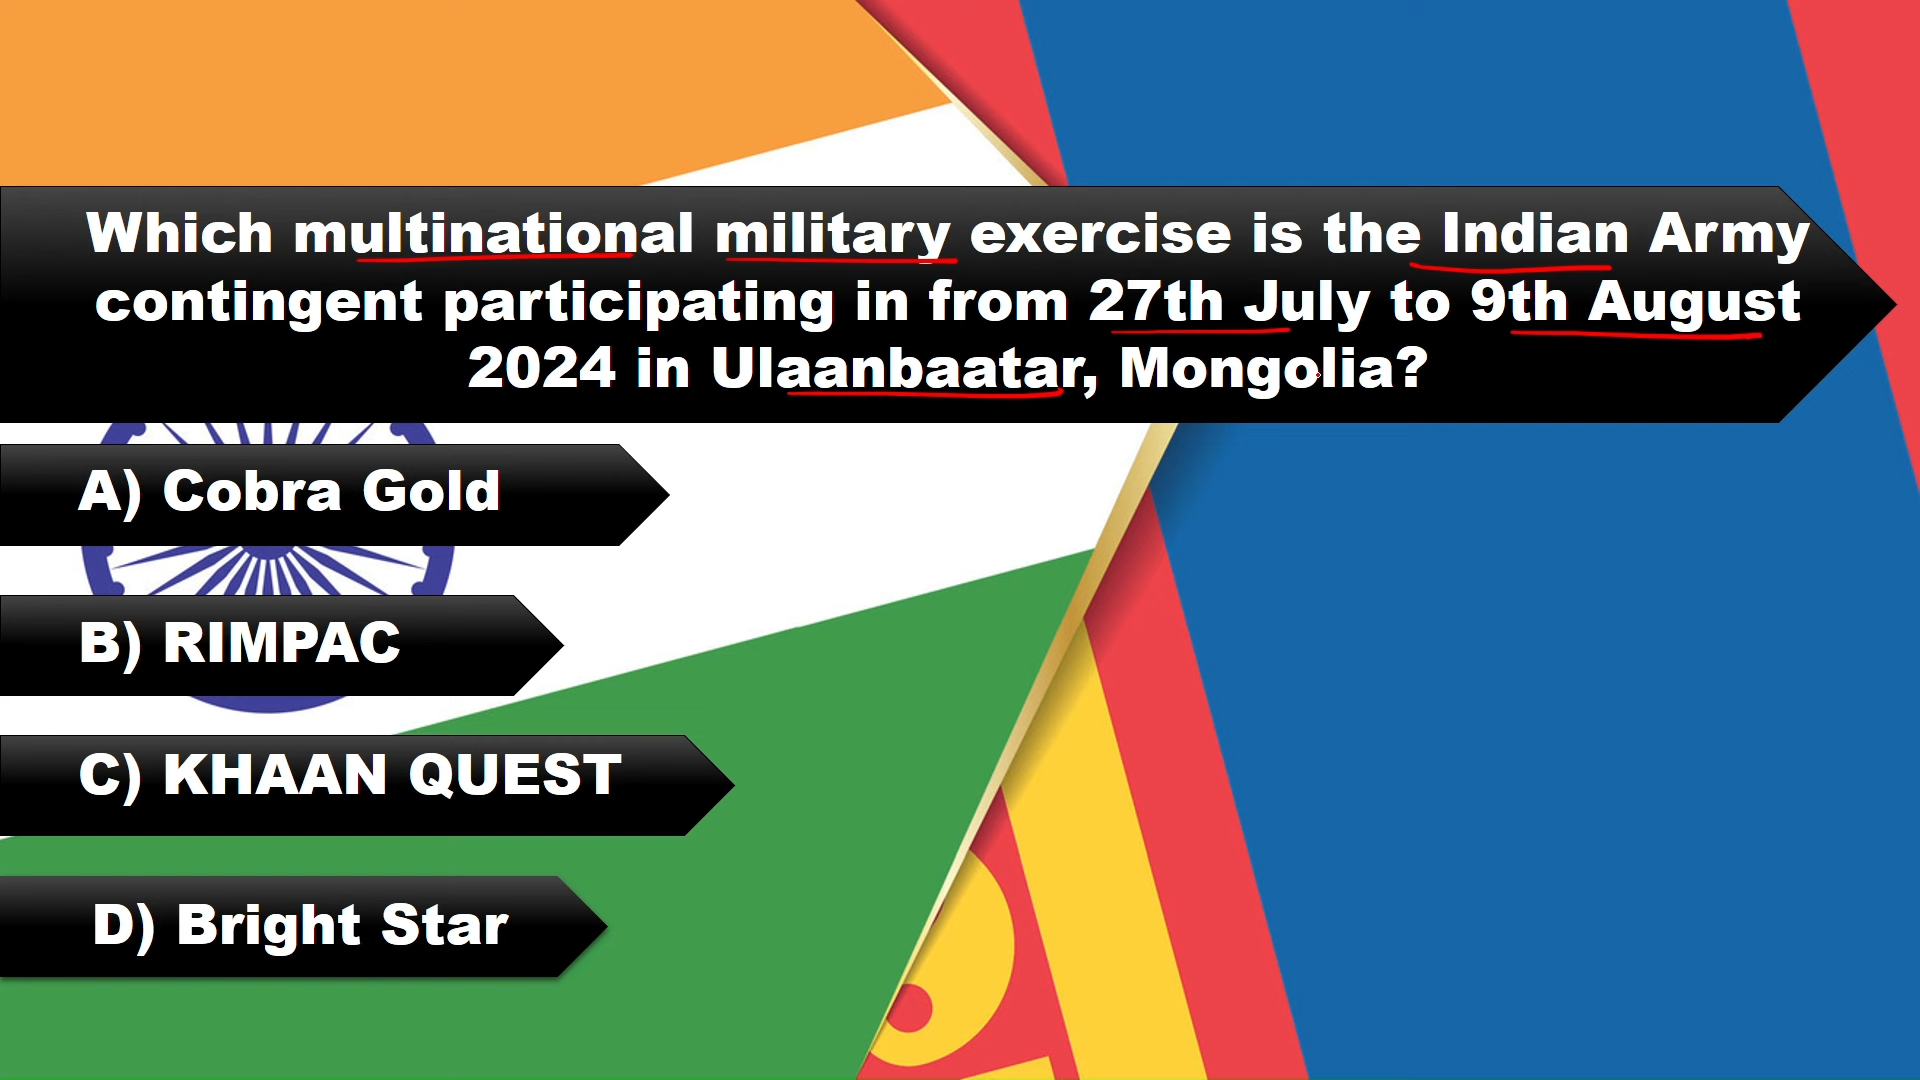 Which multinational military exercise is the Indian Army
contingent participating in from 27th July to 9th August
2024 in Ulaanbaatar, Mongolia?
A) Cobra Gold
B) RIMPAC
C) KHAAN QUEST
D) Bright Star